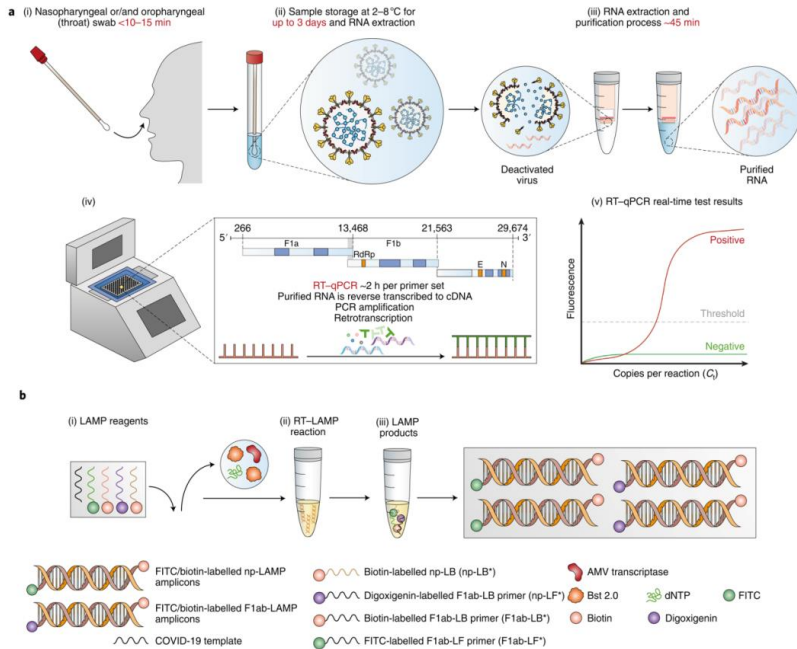 a
(i) Nasopharyngeal or/and oropharyngeal
(throat) swab <10–15 min
(ii) Sample storage at 2–8 °C for
up to 3 days and RNA extraction
(iii) RNA extraction and
purification process ~45 min
Deactivated
virus
Purified
RNA
(iv)
266
13,468
21,563
29,674
5′
3′
F1a
F1b
RdRp
E
N
RT–qPCR ~2 h per primer set
Purified RNA is reverse transcribed to cDNA
PCR amplification
Retrotranscription
(v) RT–qPCR real-time test results
Fluorescence
Positive
Threshold
Negative
Copies per reaction (Ct)
b
(i) LAMP reagents
(ii) RT–LAMP
reaction
(iii) LAMP
products
FITC/biotin-labelled np-LAMP
amplicons
FITC/biotin-labelled F1ab-LAMP
amplicons
COVID-19 template
Biotin-labelled np-LB (np-LB*)
Digoxigenin-labelled F1ab-LB primer (np-LF*)
Biotin-labelled F1ab-LB primer (F1ab-LB*)
FITC-labelled F1ab-LF primer (F1ab-LF*)
AMV transcriptase
Bst 2.0
dNTP
FITC
Biotin
Digoxigenin